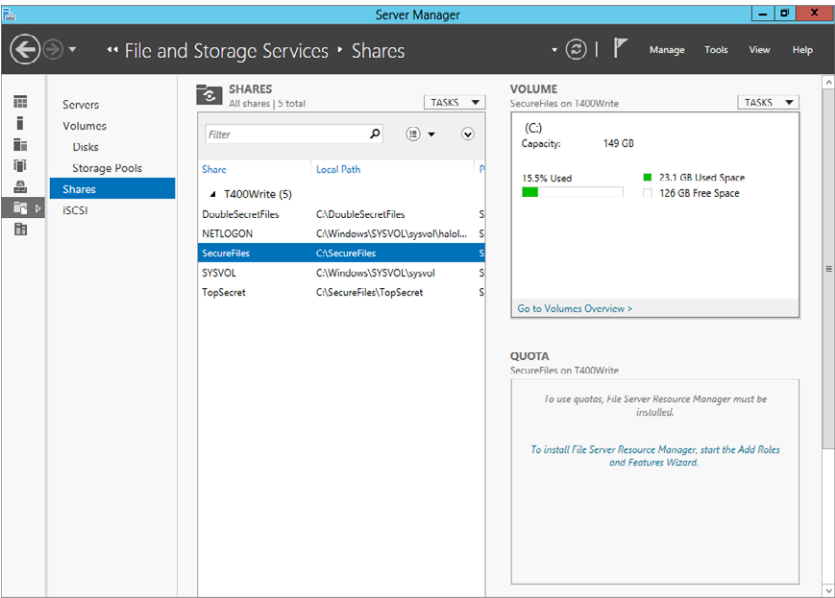 Server Manager
File and Storage Services • Shares
Manage Tools View Help
Servers
Volumes
Disks
Storage Pools
Shares
iSCSI
SHARES
All shares | 5 total
TASKS
Filter
Share Local Path P
T400Write (5)
DoubleSecretFiles C:\DoubleSecretFiles S
NETLOGON C:\Windows\SYSVOL\sysvol\halol... S
SecureFiles C:\SecureFiles S
SYSVOL C:\Windows\SYSVOL\sysvol S
TopSecret C:\SecureFiles\TopSecret S
VOLUME
SecureFiles on T400Write
TASKS
(C:)
Capacity: 149 GB
15.5% Used
23.1 GB Used Space
126 GB Free Space
Go to Volumes Overview >
QUOTA
SecureFiles on T400Write
To use quotas, File Server Resource Manager must be
installed.
To install File Server Resource Manager, start the Add Roles
and Features Wizard.